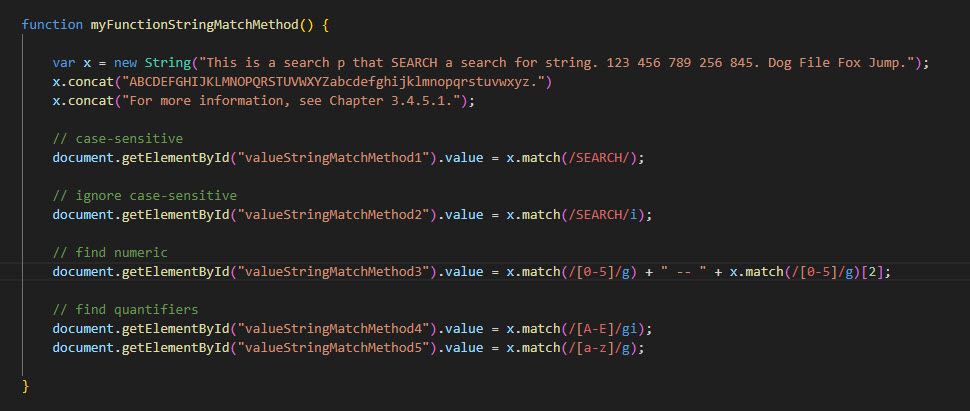 function myFunctionStringMatchMethod() {
var x = new String("This is a search p that SEARCH a search for string. 123 456 789 256 845. Dog File Fox Jump.");
x.concat("ABCDEFGHIJKLMNOPQRSTUVWXYZabcdefghijklmnopqrstuvwxyz.")
x.concat("For more information, see Chapter 3.4.5.1.");
// case-sensitive
document.getElementById("valueStringMatchMethod1").value = x.match(/SEARCH/);
// ignore case-sensitive
document.getElementById("valueStringMatchMethod2").value = x.match(/SEARCH/i);
// find numeric
document.getElementById("valueStringMatchMethod3").value = x.match(/[0-5]/g) + " -- " + x.match(/[0-5]/g)[2];
// find quantifiers
document.getElementById("valueStringMatchMethod4").value = x.match(/[A-E]/gi);
document.getElementById("valueStringMatchMethod5").value = x.match(/[a-z]/g);
}